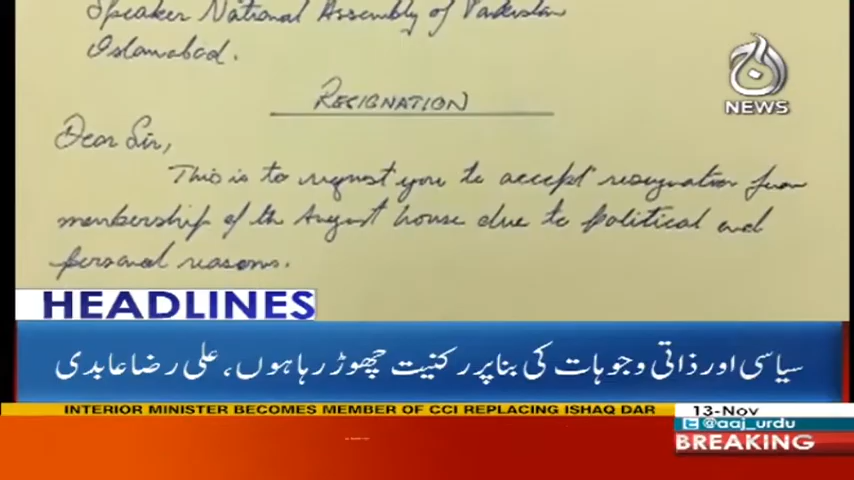 Speaker National Assembly of Pakistan
Islamabad.
RESIGNATION
Dear Sir,
This is to request you to accept resignation from
membership of the August house due to political and
personal reasons.
NEWS
HEADLINES
سیاسی اور ذاتی وجوہات کی بنا پر رکنیت چھوڑ رہا ہوں، علی رضا عابدی
INTERIOR MINISTER BECOMES MEMBER OF CCI REPLACING ISHAQ DAR
13-Nov
@aaj_urdu
BREAKING